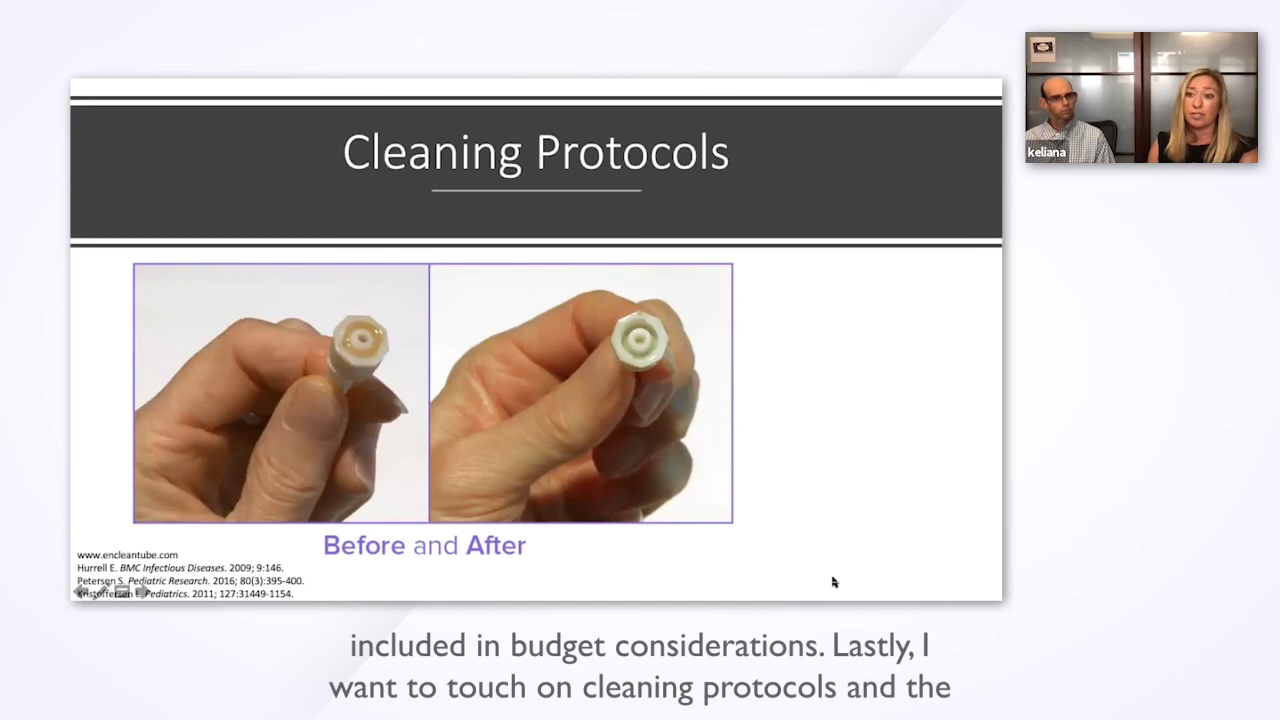 Cleaning Protocols
keliana
Before and After
www.encleantube.com
Hurrell E. BMC Infectious Diseases. 2009; 9:146.
Petersen S. Pediatric Research. 2016; 80(3):395-400.
Pediatrics. 2011; 127:31449-1154.
included in budget considerations. Lastly, I
want to touch on cleaning protocols and the